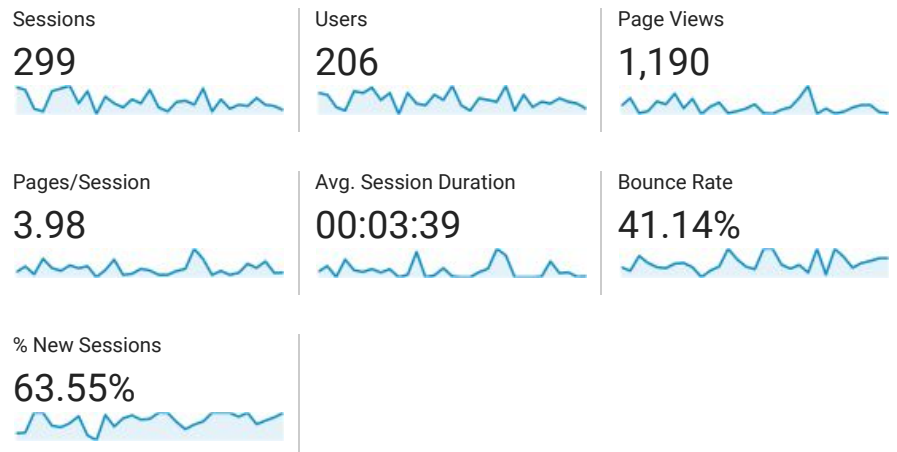 Sessions
299
Users
206
Page Views
1,190
Pages/Session
3.98
Avg. Session Duration
00:03:39
Bounce Rate
41.14%
% New Sessions
63.55%